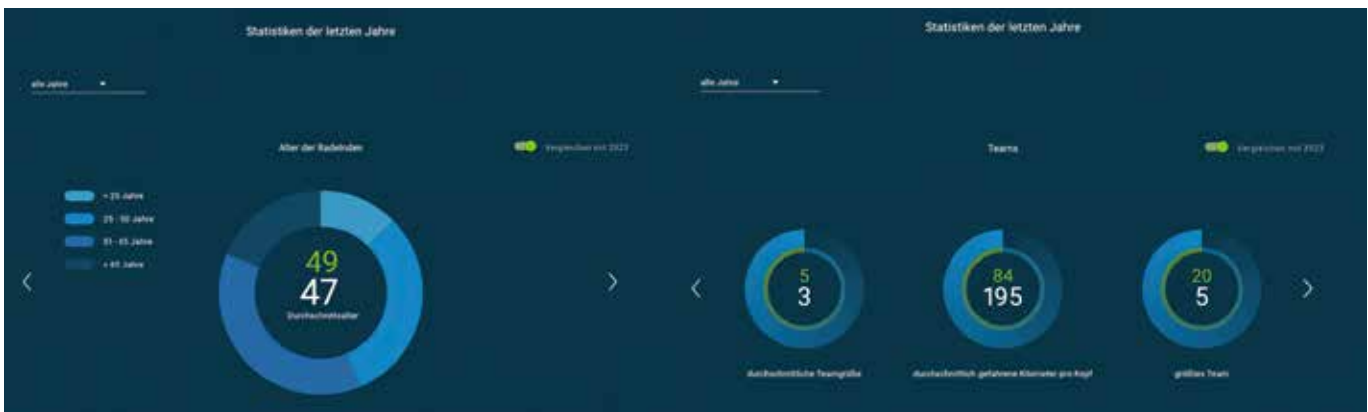 Statistiken der letzten Jahre
alle Jahre
Alter der Radelnden
Vergleichen mit 2023
< 25 Jahre
25 - 50 Jahre
51 - 65 Jahre
> 65 Jahre
49
47
Durchschnittsalter
Statistiken der letzten Jahre
alle Jahre
Teams
Vergleichen mit 2023
5
3
durchschnittliche Teamgröße
84
195
durchschnittlich gefahrene Kilometer pro Kopf
20
5
größtes Team